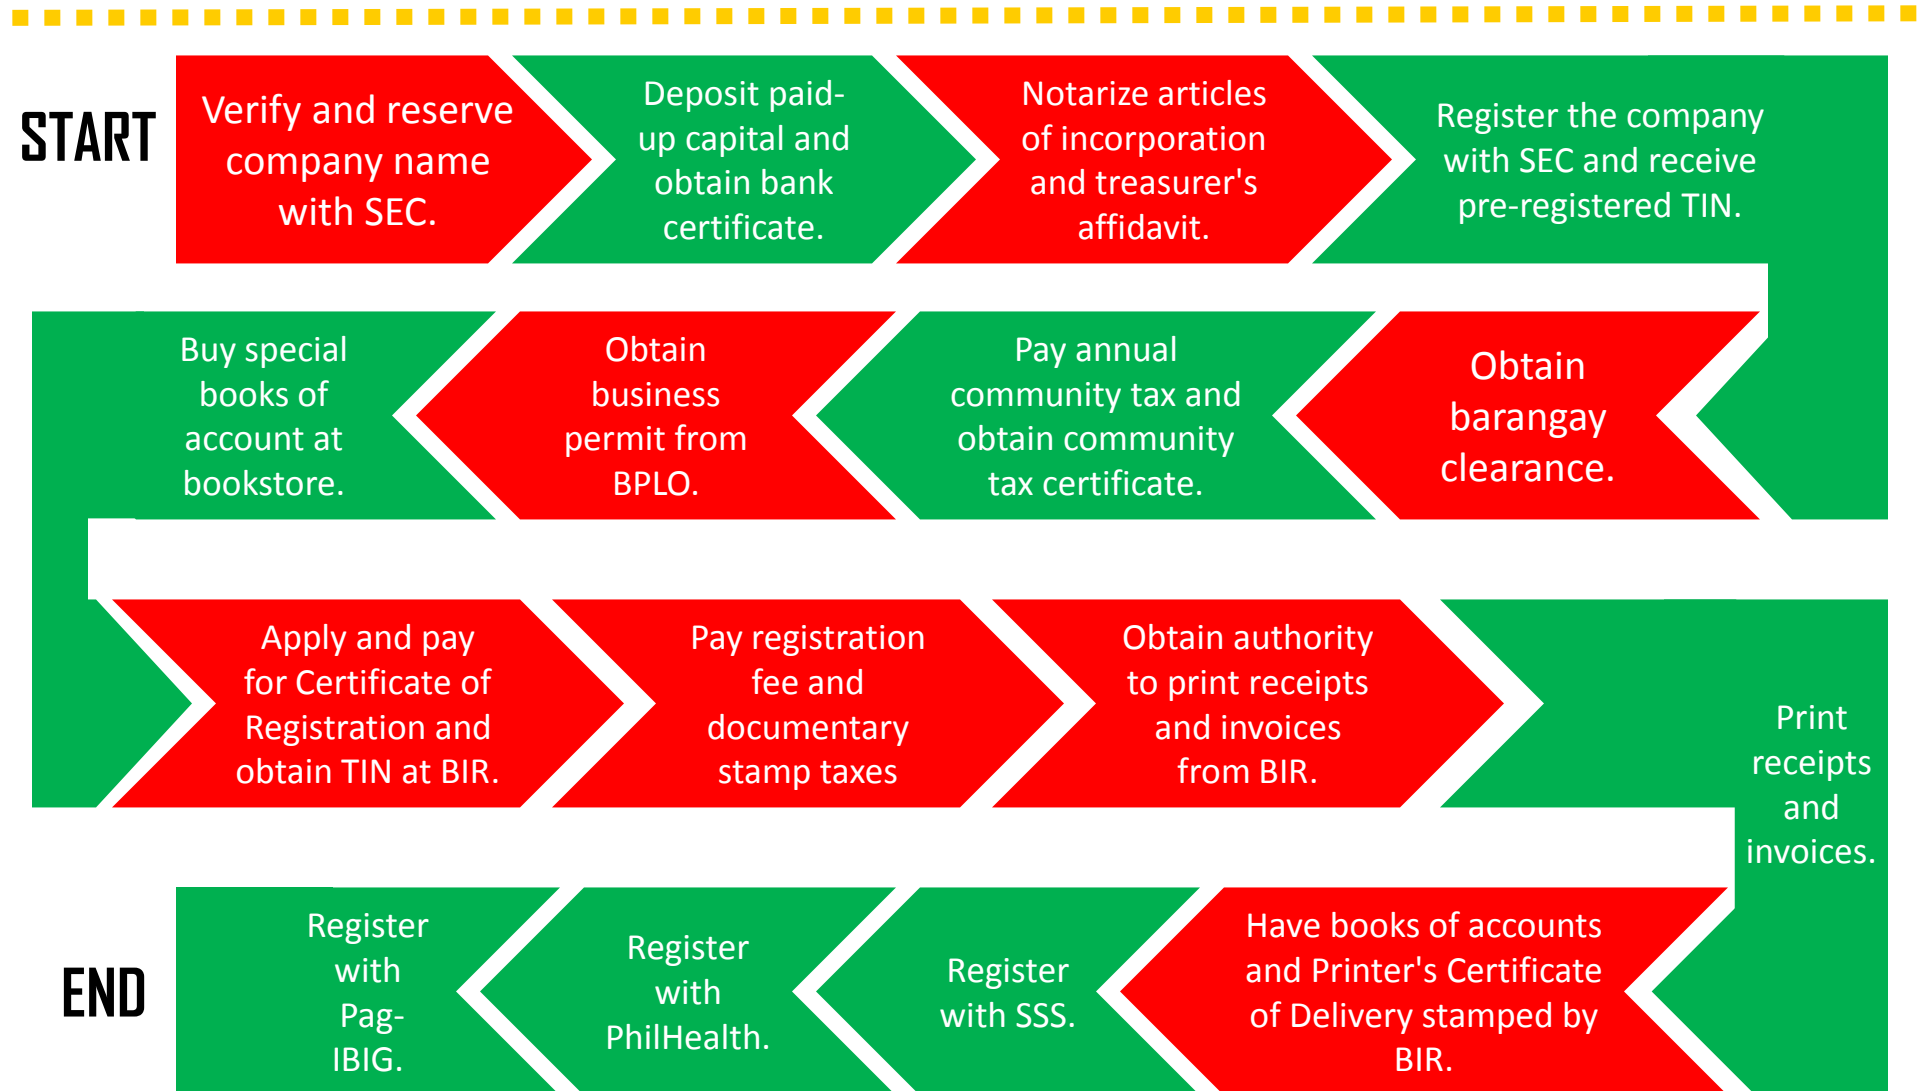 START
Verify and reserve
company name
with SEC.
Deposit paid-
up capital and
obtain bank
certificate.
Notarize articles
of incorporation
and treasurer's
affidavit.
Register the company
with SEC and receive
pre-registered TIN.
Obtain
barangay
clearance.
Pay annual
community tax and
obtain community
tax certificate.
Obtain
business
permit from
BPLO.
Buy special
books of
account at
bookstore.
Apply and pay
for Certificate of
Registration and
obtain TIN at BIR.
Pay registration
fee and
documentary
stamp taxes
Obtain authority
to print receipts
and invoices
from BIR.
Print
receipts
and
invoices.
Have books of accounts
and Printer's Certificate
of Delivery stamped by
BIR.
Register
with SSS.
Register
with
PhilHealth.
Register
with
Pag-
IBIG.
END